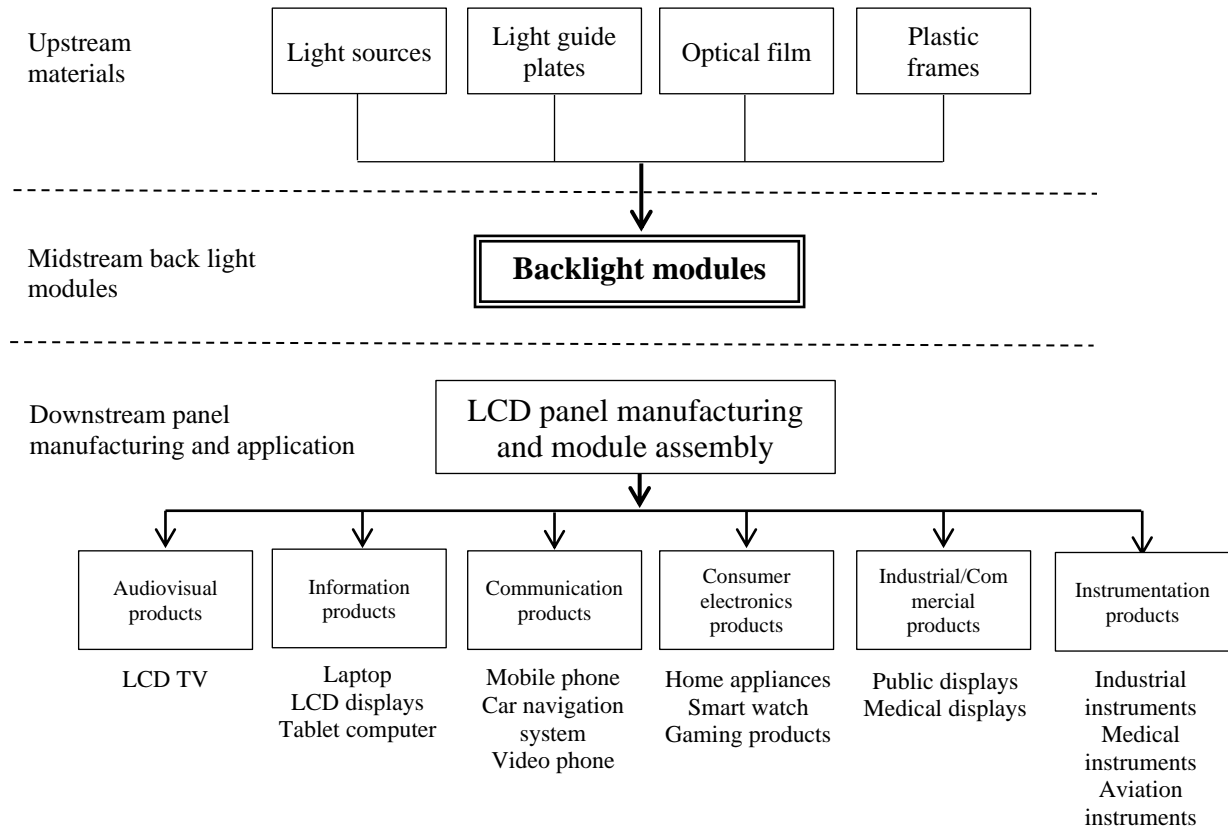 Upstream
materials
Light sources
Light guide
plates
Optical film
Plastic
frames
Midstream back light
modules
Backlight modules
Downstream panel
manufacturing and application
LCD panel manufacturing
and module assembly
Audiovisual
products
Information
products
Communication
products
Consumer
electronics
products
Industrial/Com
mercial
products
Instrumentation
products
LCD TV
Laptop
LCD displays
Tablet computer
Mobile phone
Car navigation
system
Video phone
Home appliances
Smart watch
Gaming products
Public displays
Medical displays
Industrial
instruments
Medical
instruments
Aviation
instruments